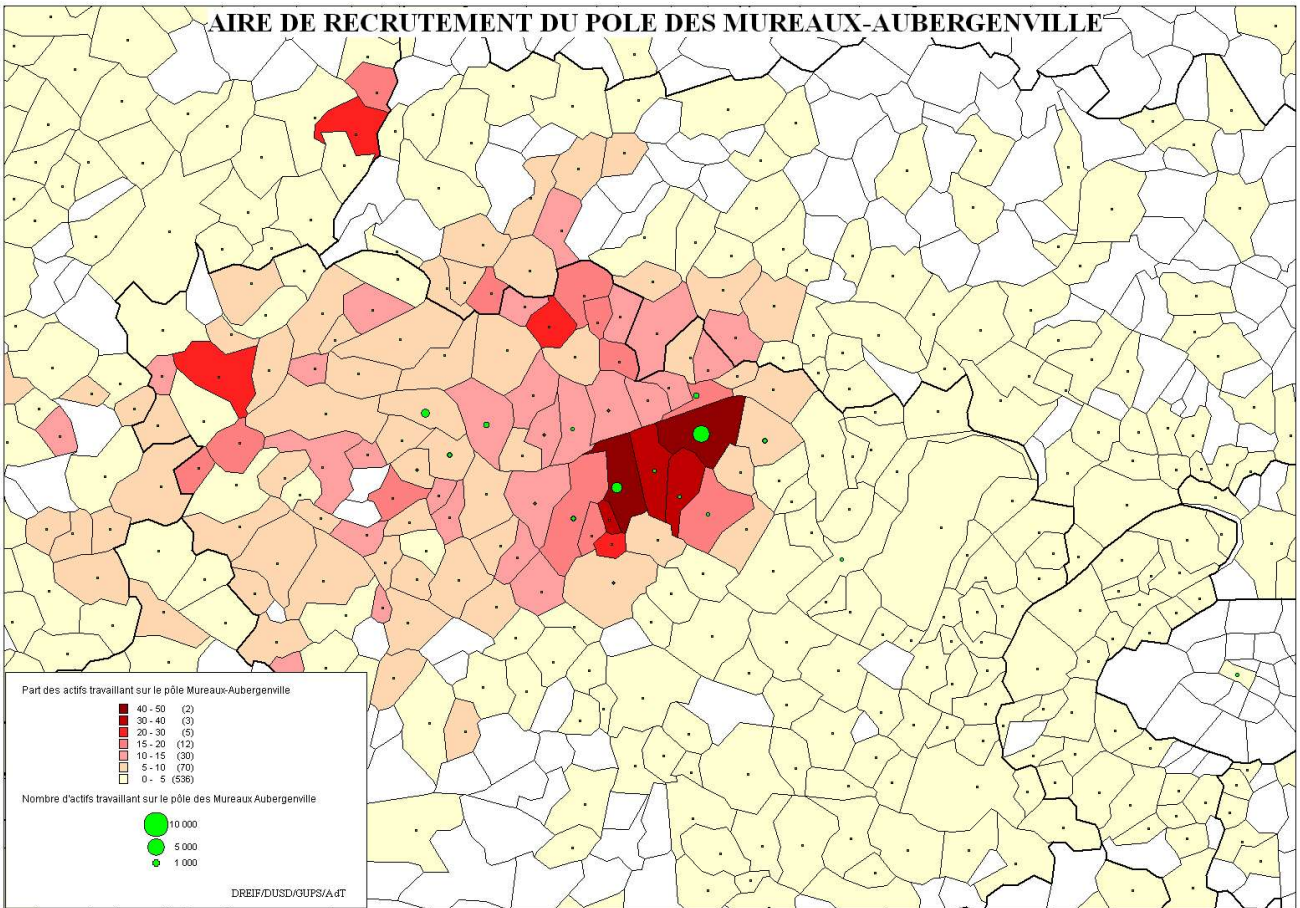 AIRE DE RECRUTEMENT DU POLE DES MUREAUX-AUBERGENVILLE
Part des actifs travaillant sur le pôle Mureaux-Aubergenville
40 - 50 (2)
30 - 40 (3)
20 - 30 (5)
15 - 20 (12)
10 - 15 (30)
5 - 10 (70)
0 - 5 (536)
Nombre d'actifs travaillant sur le pôle des Mureaux Aubergenville
10 000
5 000
1 000
DREIF/DUSD/GUPS/AdT